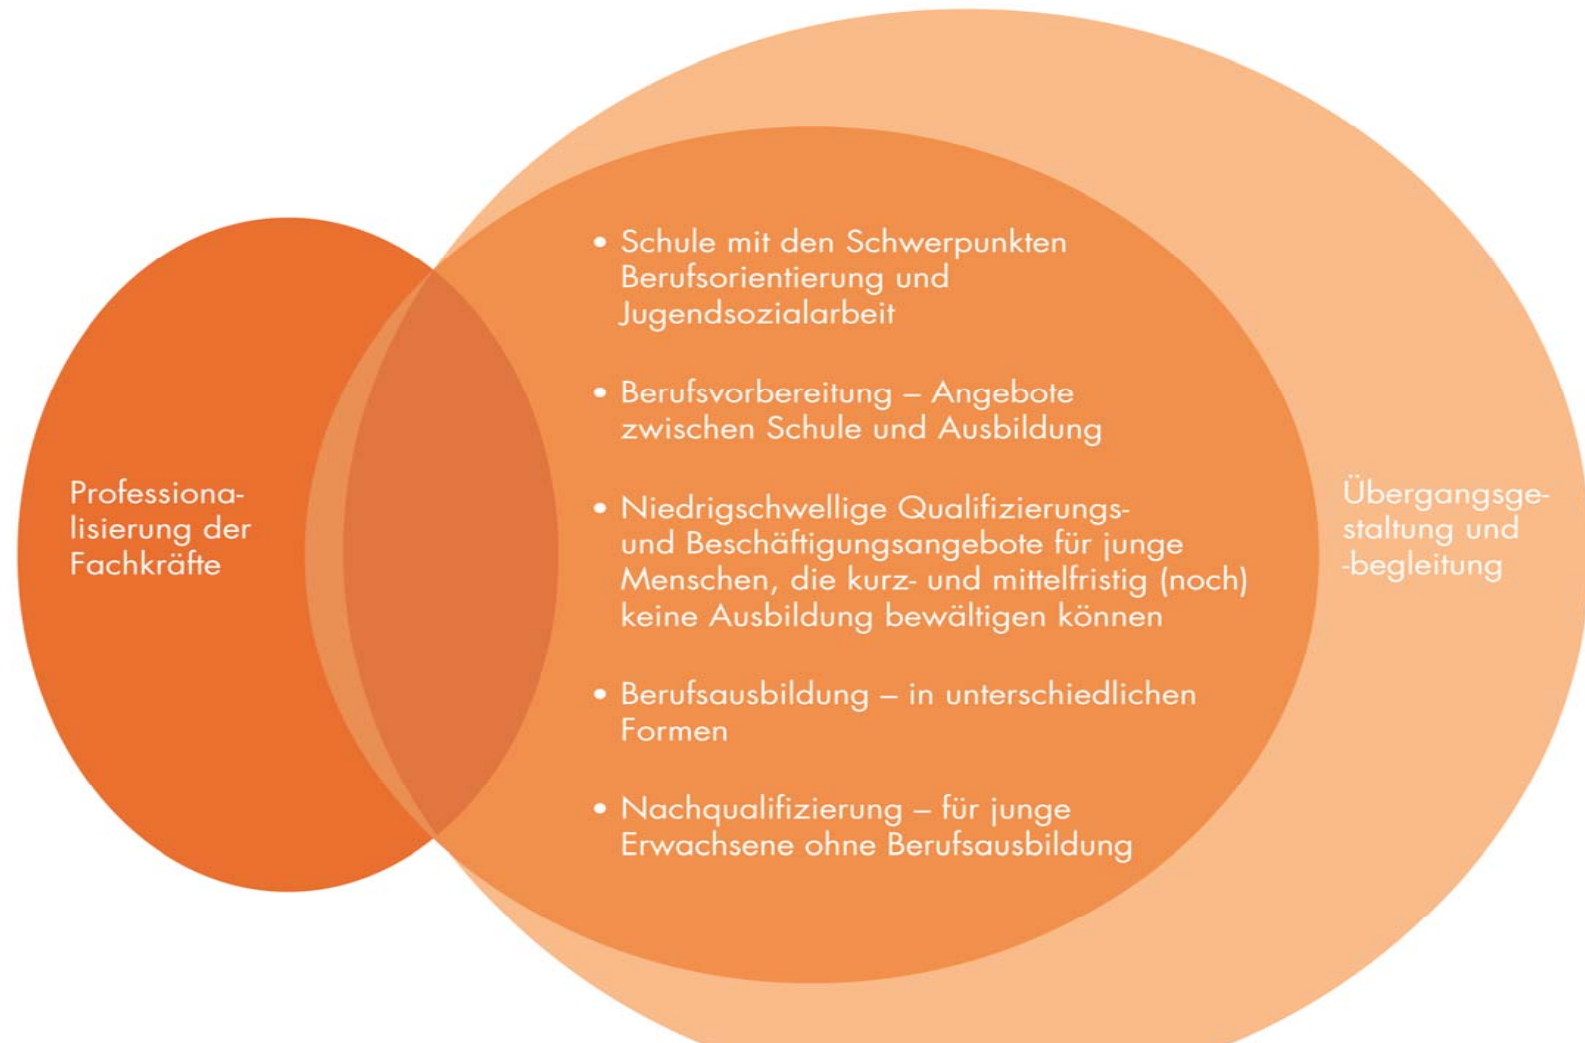 Professiona-
lisierung der
Fachkräfte
• Schule mit den Schwerpunkten
Berufsorientierung und
Jugendsozialarbeit
• Berufsvorbereitung – Angebote
zwischen Schule und Ausbildung
• Niedrigschwellige Qualifizierungs-
und Beschäftigungsangebote für junge
Menschen, die kurz- und mittelfristig (noch)
keine Ausbildung bewältigen können
• Berufsausbildung – in unterschiedlichen
Formen
• Nachqualifizierung – für junge
Erwachsene ohne Berufsausbildung
Übergangsge-
staltung und
-begleitung